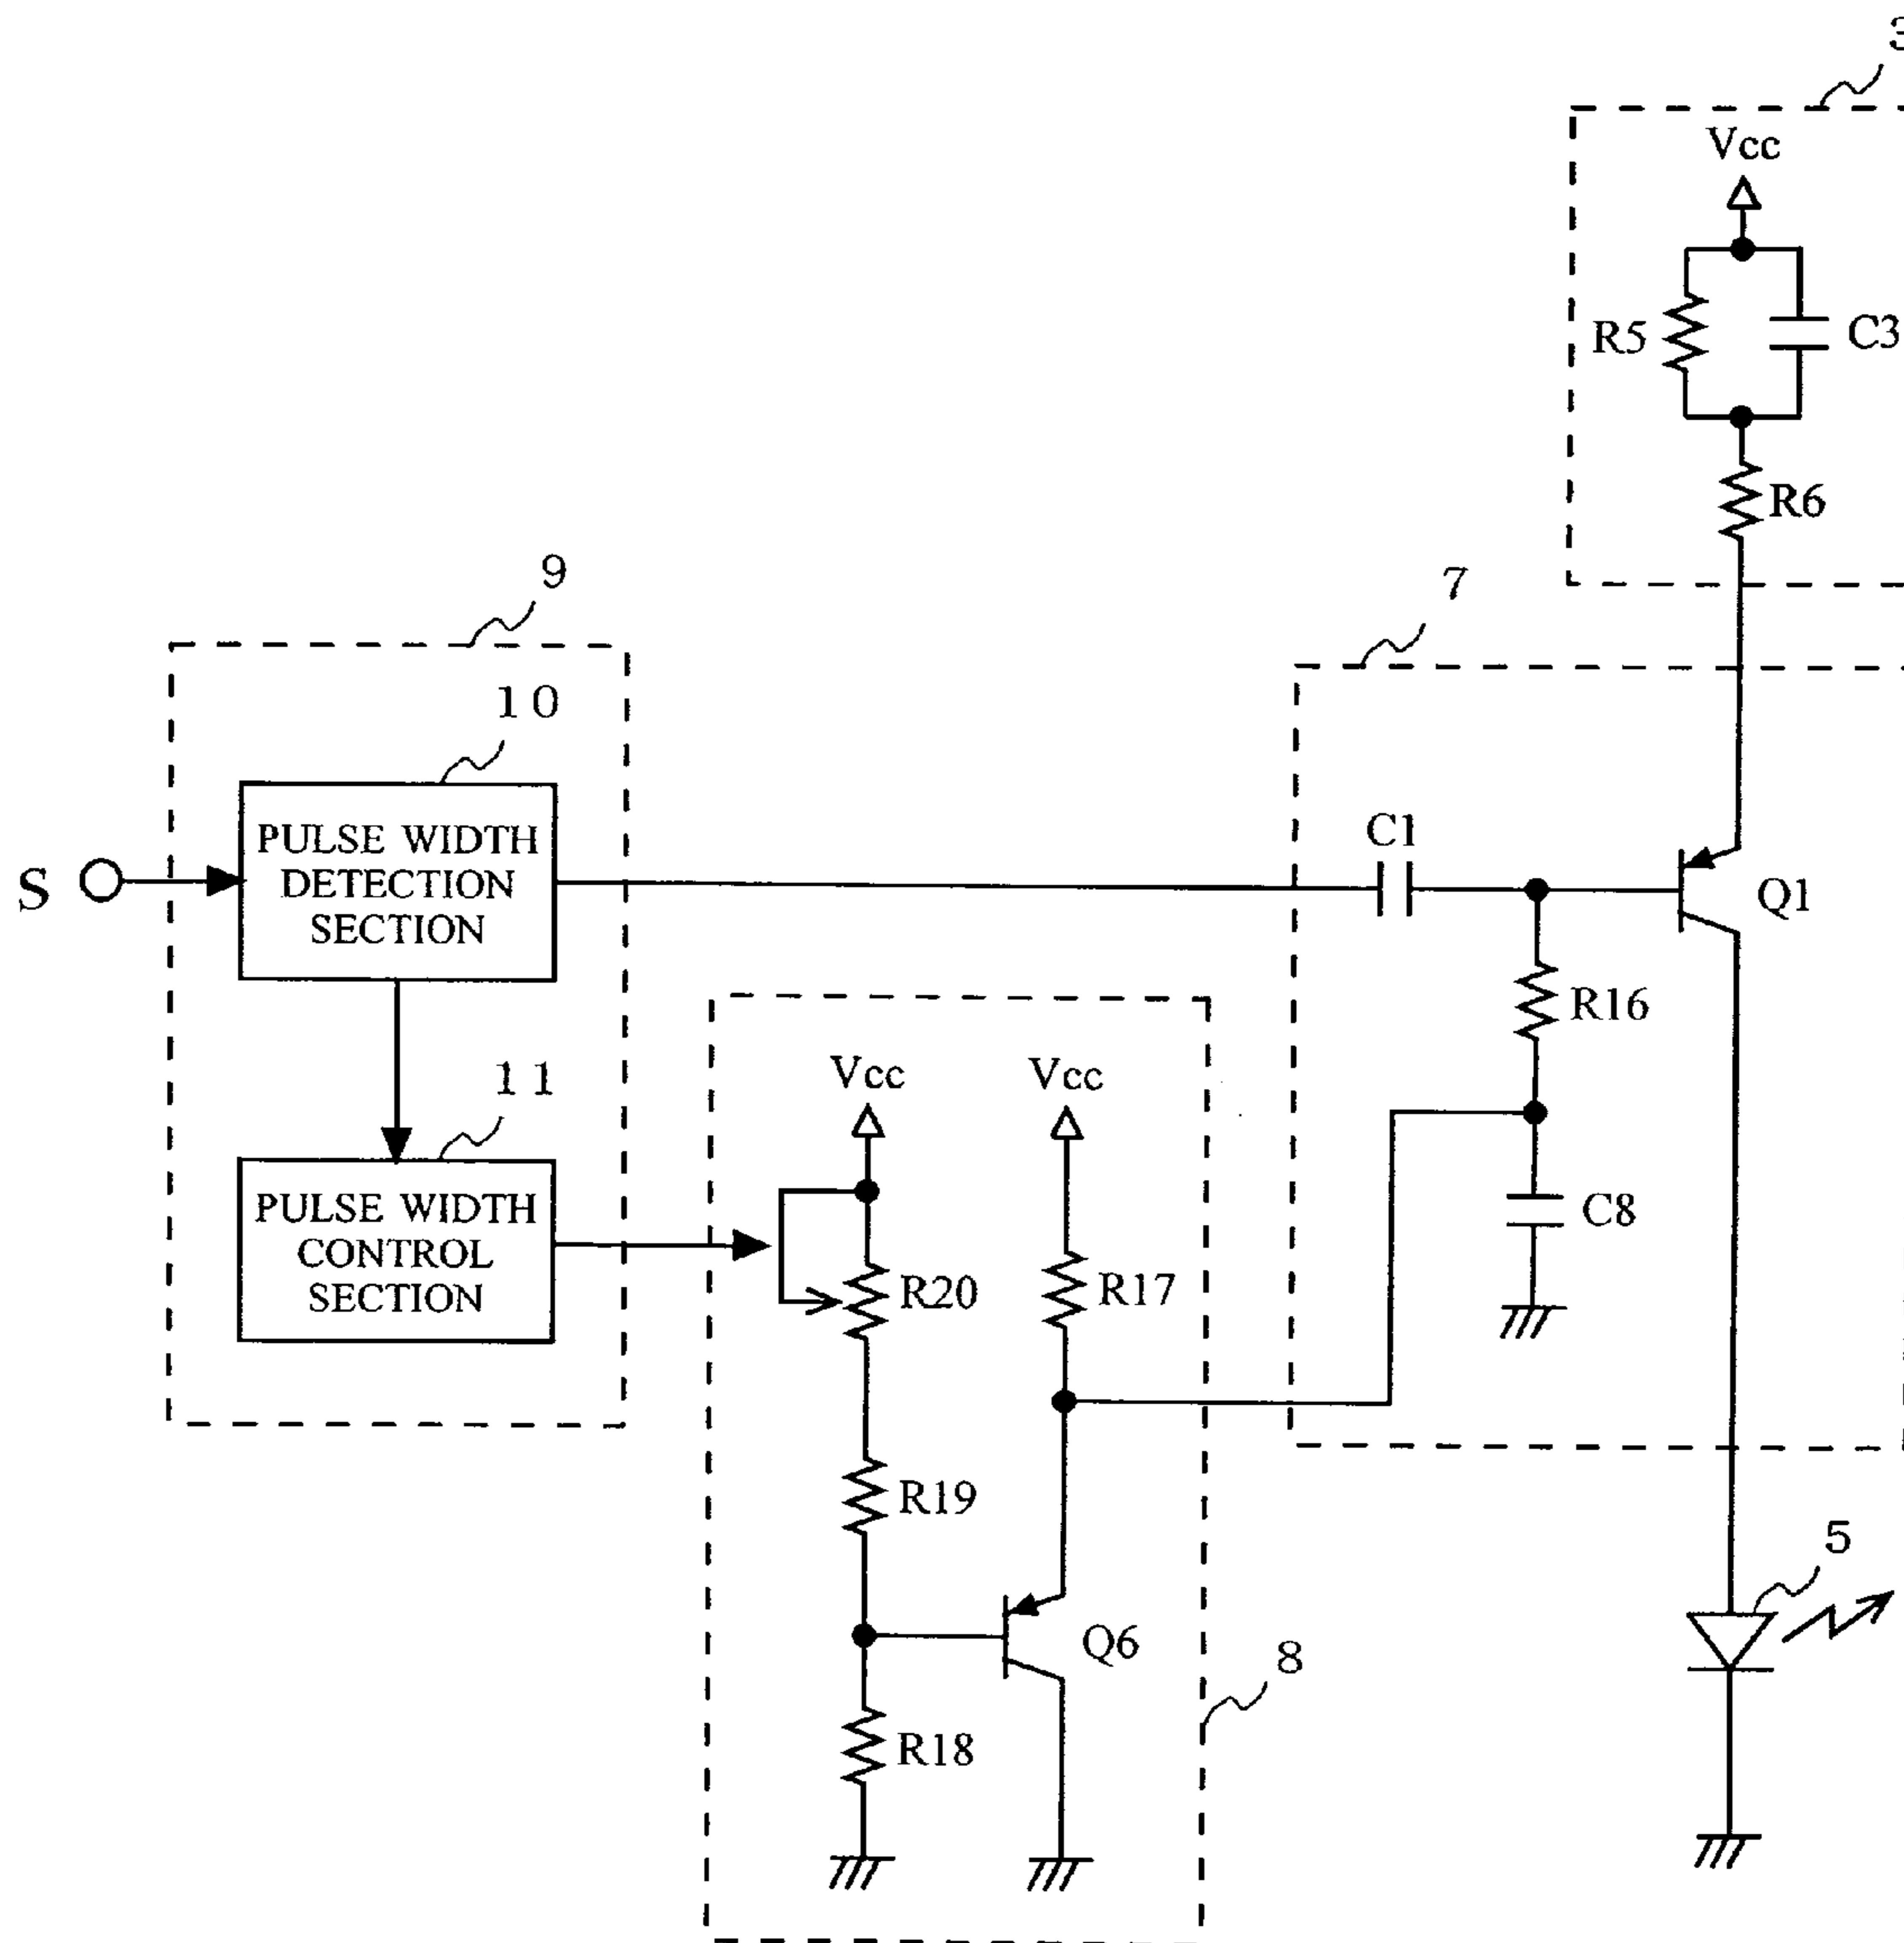 3
Vcc
R5
C3
R6
9
7
10
PULSE WIDTH
DETECTION
SECTION
S
C1
Q1
R16
11
Vcc
Vcc
PULSE WIDTH
CONTROL
SECTION
C8
R20
R17
R19
5
Q6
8
R18